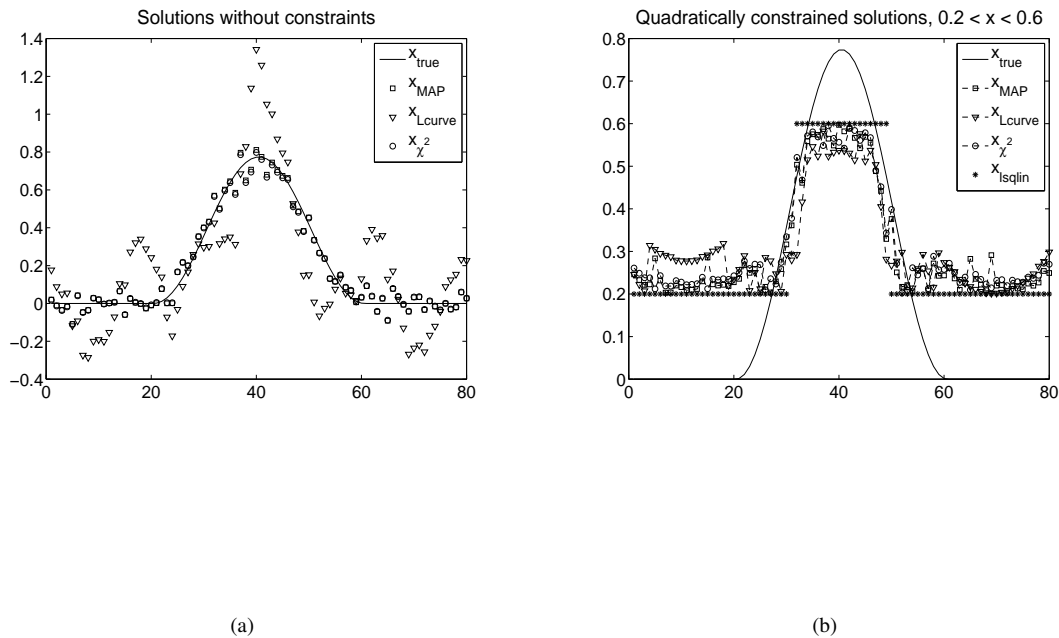 Solutions without constraints
1.4
1.2
1
0.8
0.6
0.4
0.2
0
−0.2
−0.4
0 20 40 60 80
x_true
x_MAP
x_Lcurve
x_χ²
(a)
Quadratically constrained solutions, 0.2 < x < 0.6
0.8
0.7
0.6
0.5
0.4
0.3
0.2
0.1
0
0 20 40 60 80
x_true
x_MAP
x_Lcurve
x_χ²
x_lsqlin
(b)